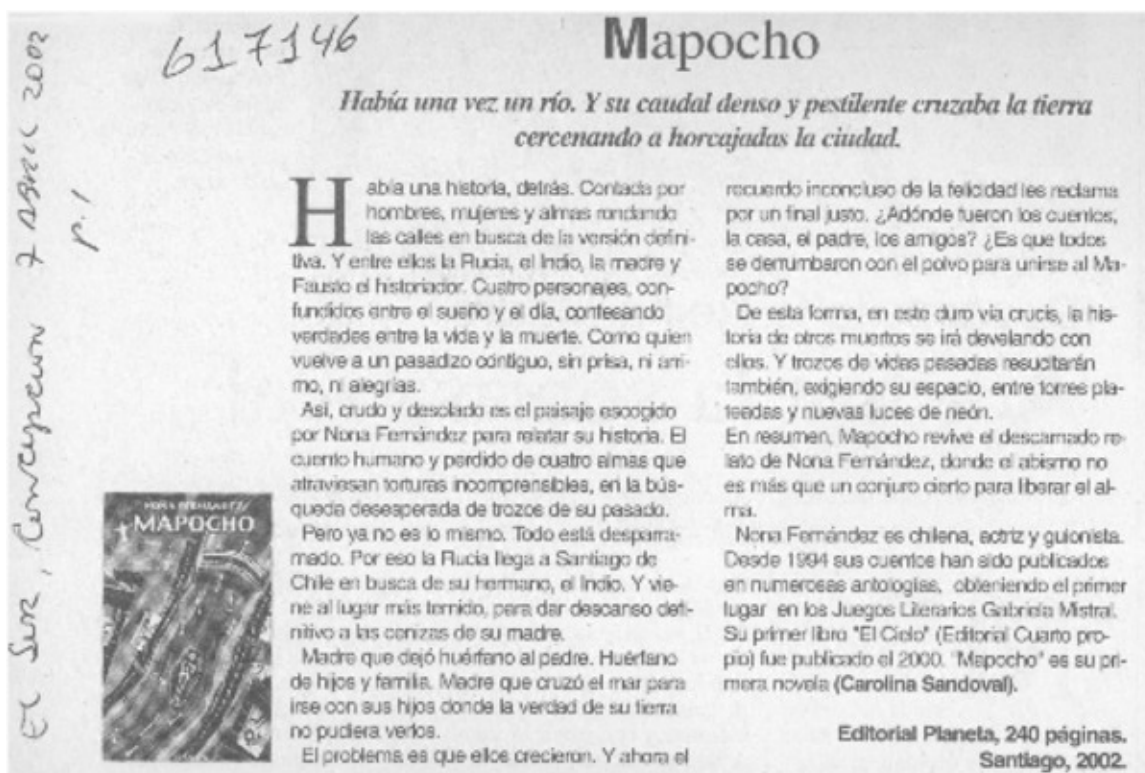 El Sur, Concepción 7 ABRIL 2002
p. 1
617146
Mapocho
Había una vez un río. Y su caudal denso y pestilente cruzaba la tierra
cercenando a horcajadas la ciudad.
Había una historia, detrás. Contada por
hombres, mujeres y almas rondando
las calles en busca de la versión defini-
tiva. Y entre ellos la Rucia, el Indio, la madre y
Fausto el historiador. Cuatro personajes, con-
fundidos entre el sueño y el día, confesando
verdades entre la vida y la muerte. Como quien
vuelve a un pasadizo contiguo, sin prisa, ni ani-
mo, ni alegrías.
Así, crudo y desolado es el paisaje escogido
por Nona Fernández para relatar su historia. El
cuento humano y perdido de cuatro almas que
atraviesan torturas incomprensibles, en la bús-
queda desesperada de trozos de su pasado.
Pero ya no es lo mismo. Todo está desparra-
mado. Por eso la Rucia llega a Santiago de
Chile en busca de su hermano, el Indio. Y vie-
ne al lugar más temido, para dar descanso defi-
nitivo a las cenizas de su madre.
Madre que dejó huérfano al padre. Huérfano
de hijos y familia. Madre que cruzó el mar para
irse con sus hijos donde la verdad de su tierra
no pudiera verlos.
El problema es que ellos crecieron. Y ahora el
recuerdo inconcluso de la felicidad les reclama
por un final justo. ¿Adónde fueron los cuentos,
la casa, el padre, los amigos? ¿Es que todos
se derrumbaron con el polvo para unirse al Ma-
pocho?
De esta forma, en este duro via crucis, la his-
toria de otros muertos se irá develando con
ellos. Y trozos de vidas pasadas resucitarán
también, exigiendo su espacio, entre torres pla-
teadas y nuevas luces de neón.
En resumen, Mapocho revive el descarnado re-
lato de Nona Fernández, donde el abismo no
es más que un conjuro cierto para liberar el al-
ma.
Nona Fernández es chilena, actriz y guionista.
Desde 1994 sus cuentos han sido publicados
en numerosas antologías, obteniendo el primer
lugar en los Juegos Literarios Gabriela Mistral.
Su primer libro "El Cielo" (Editorial Cuarto pro-
pio) fue publicado el 2000. "Mapocho" es su pri-
mera novela (Carolina Sandoval).
Editorial Planeta, 240 páginas.
Santiago, 2002.
NONA FERNANDEZ
MAPOCHO